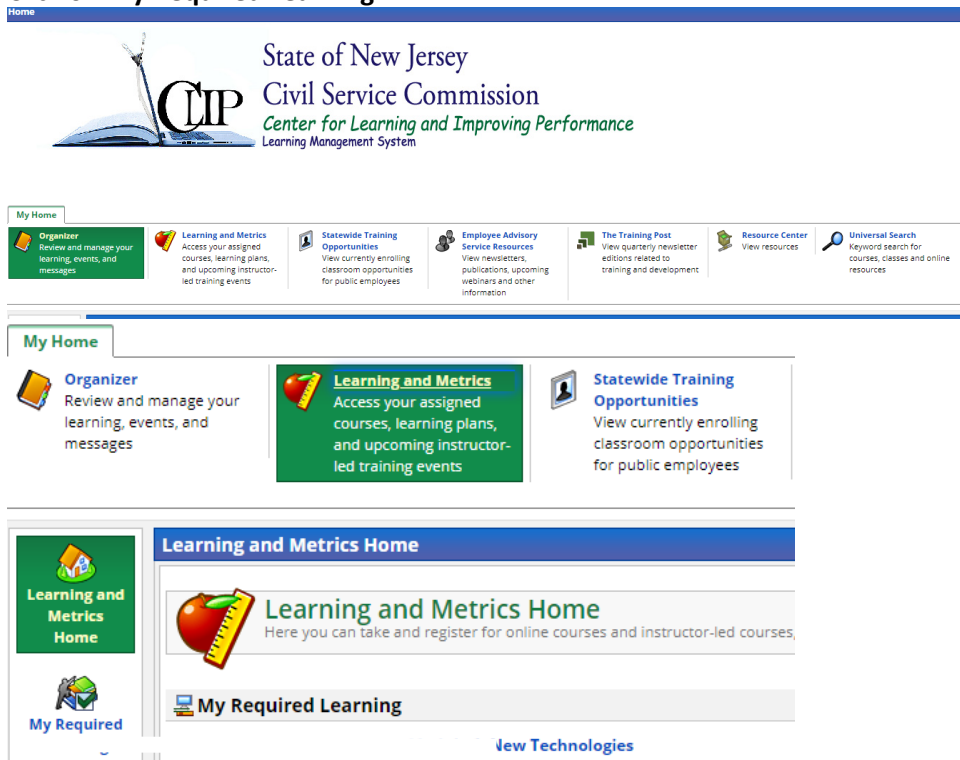 Home
CLIP
State of New Jersey
Civil Service Commission
Center for Learning and Improving Performance
Learning Management System
My Home
Organizer
Review and manage your
learning, events, and
messages
Learning and Metrics
Access your assigned
courses, learning plans,
and upcoming instructor-
led training events
Statewide Training
Opportunities
View currently enrolling
classroom opportunities
for public employees
Employee Advisory
Service Resources
View newsletters,
publications, upcoming
webinars and other
information
The Training Post
View quarterly newsletter
editions related to
training and development
Resource Center
View resources
Universal Search
Keyword search for
courses, classes and online
resources
My Home
Organizer
Review and manage your
learning, events, and
messages
Learning and Metrics
Access your assigned
courses, learning plans,
and upcoming instructor-
led training events
Statewide Training
Opportunities
View currently enrolling
classroom opportunities
for public employees
Learning and
Metrics
Home
My Required
Learning and Metrics Home
Learning and Metrics Home
Here you can take and register for online courses and instructor-led courses,
My Required Learning
New Technologies